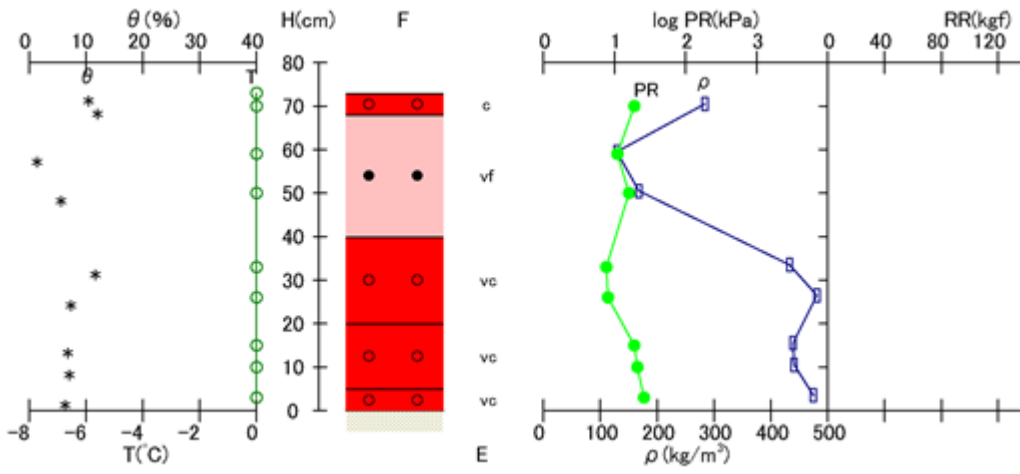 θ(%) H(cm) F log PR(kPa) RR(kgf)
0 10 20 30 40 0 1 2 3 0 40 80 120
80
θ T PR ρ
70 c
60
50 vf
40
30 vc
20
10 vc
0 vc
-8 -6 -4 -2 0 0 100 200 300 400 500
T(°C) E ρ(kg/m³)